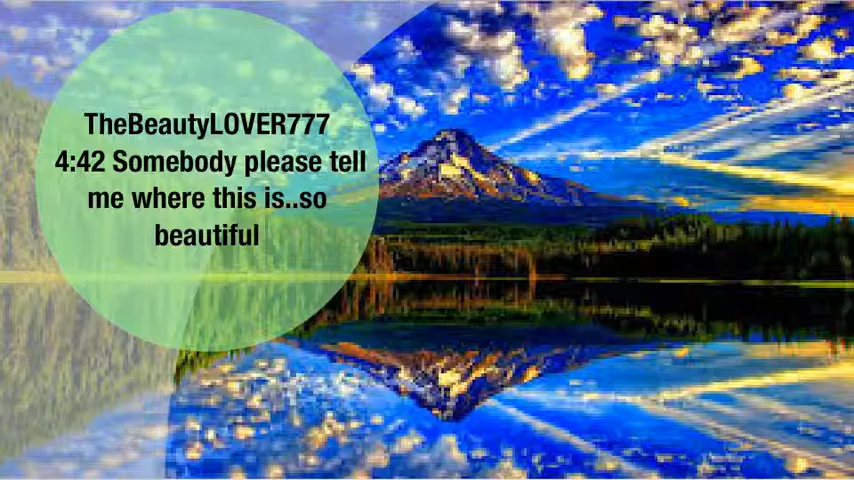 TheBeautyLOVER777
4:42 Somebody please tell
me where this is..so
beautiful